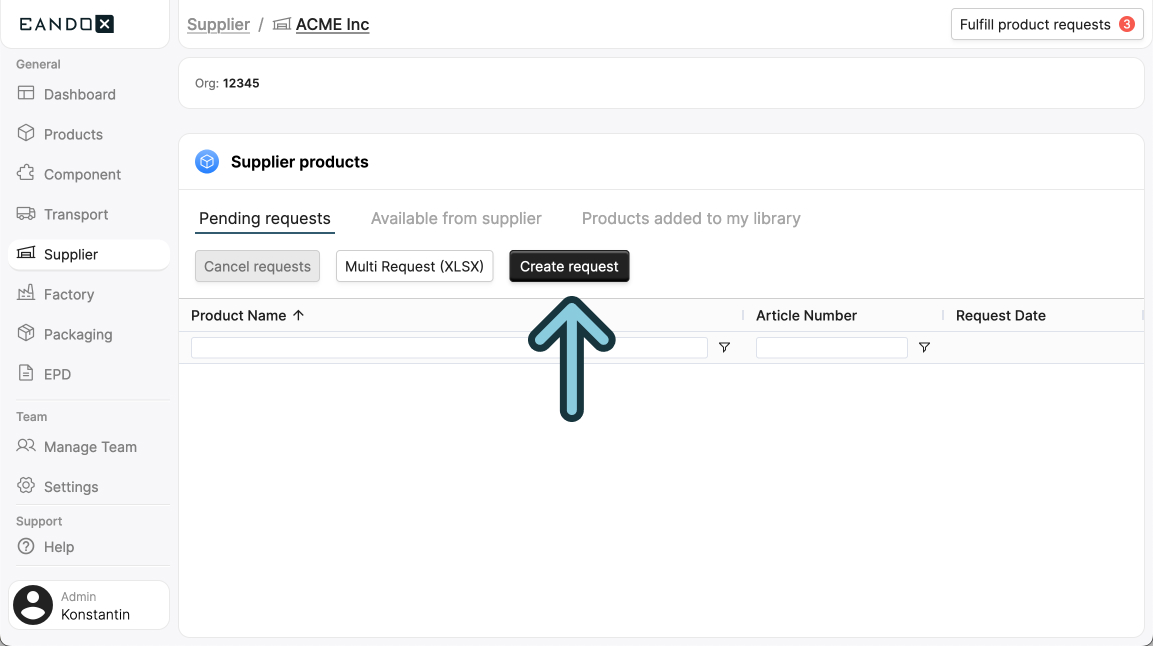 CANDOX
Supplier / ACME Inc
Fulfill product requests 3
General
Dashboard
Products
Component
Transport
Supplier
Factory
Packaging
EPD
Team
Manage Team
Settings
Support
Help
Admin
Konstantin
Org: 12345
Supplier products
Pending requests Available from supplier Products added to my library
Cancel requests Multi Request (XLSX) Create request
Product Name Article Number Request Date